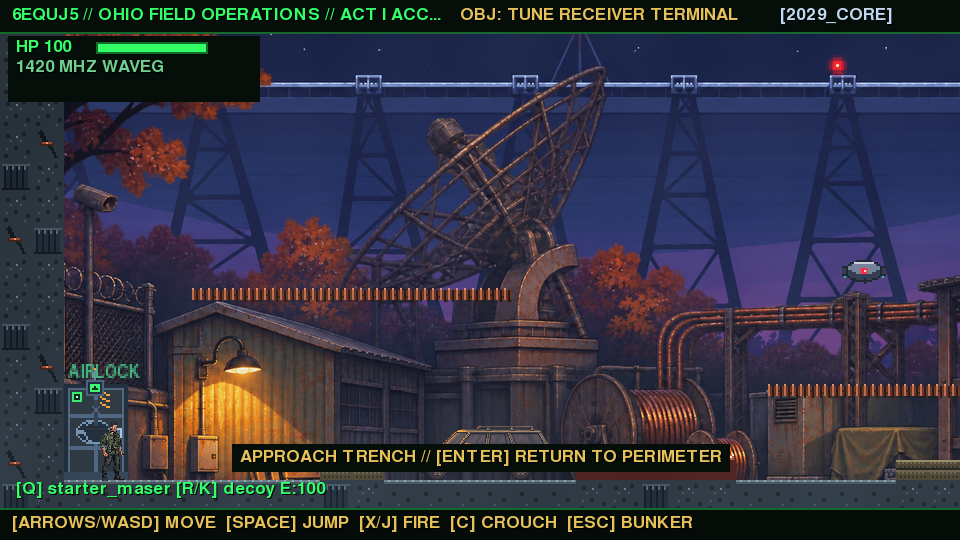 6EQUJ5 // OHIO FIELD OPERATIONS // ACT I ACC... OBJ: TUNE RECEIVER TERMINAL [2029_CORE]
HP 100
1420 MHZ WAVEG
AIRLOCK
APPROACH TRENCH // [ENTER] RETURN TO PERIMETER
[Q] starter_maser [R/K] decoy E:100
[ARROWS/WASD] MOVE [SPACE] JUMP [X/J] FIRE [C] CROUCH [ESC] BUNKER